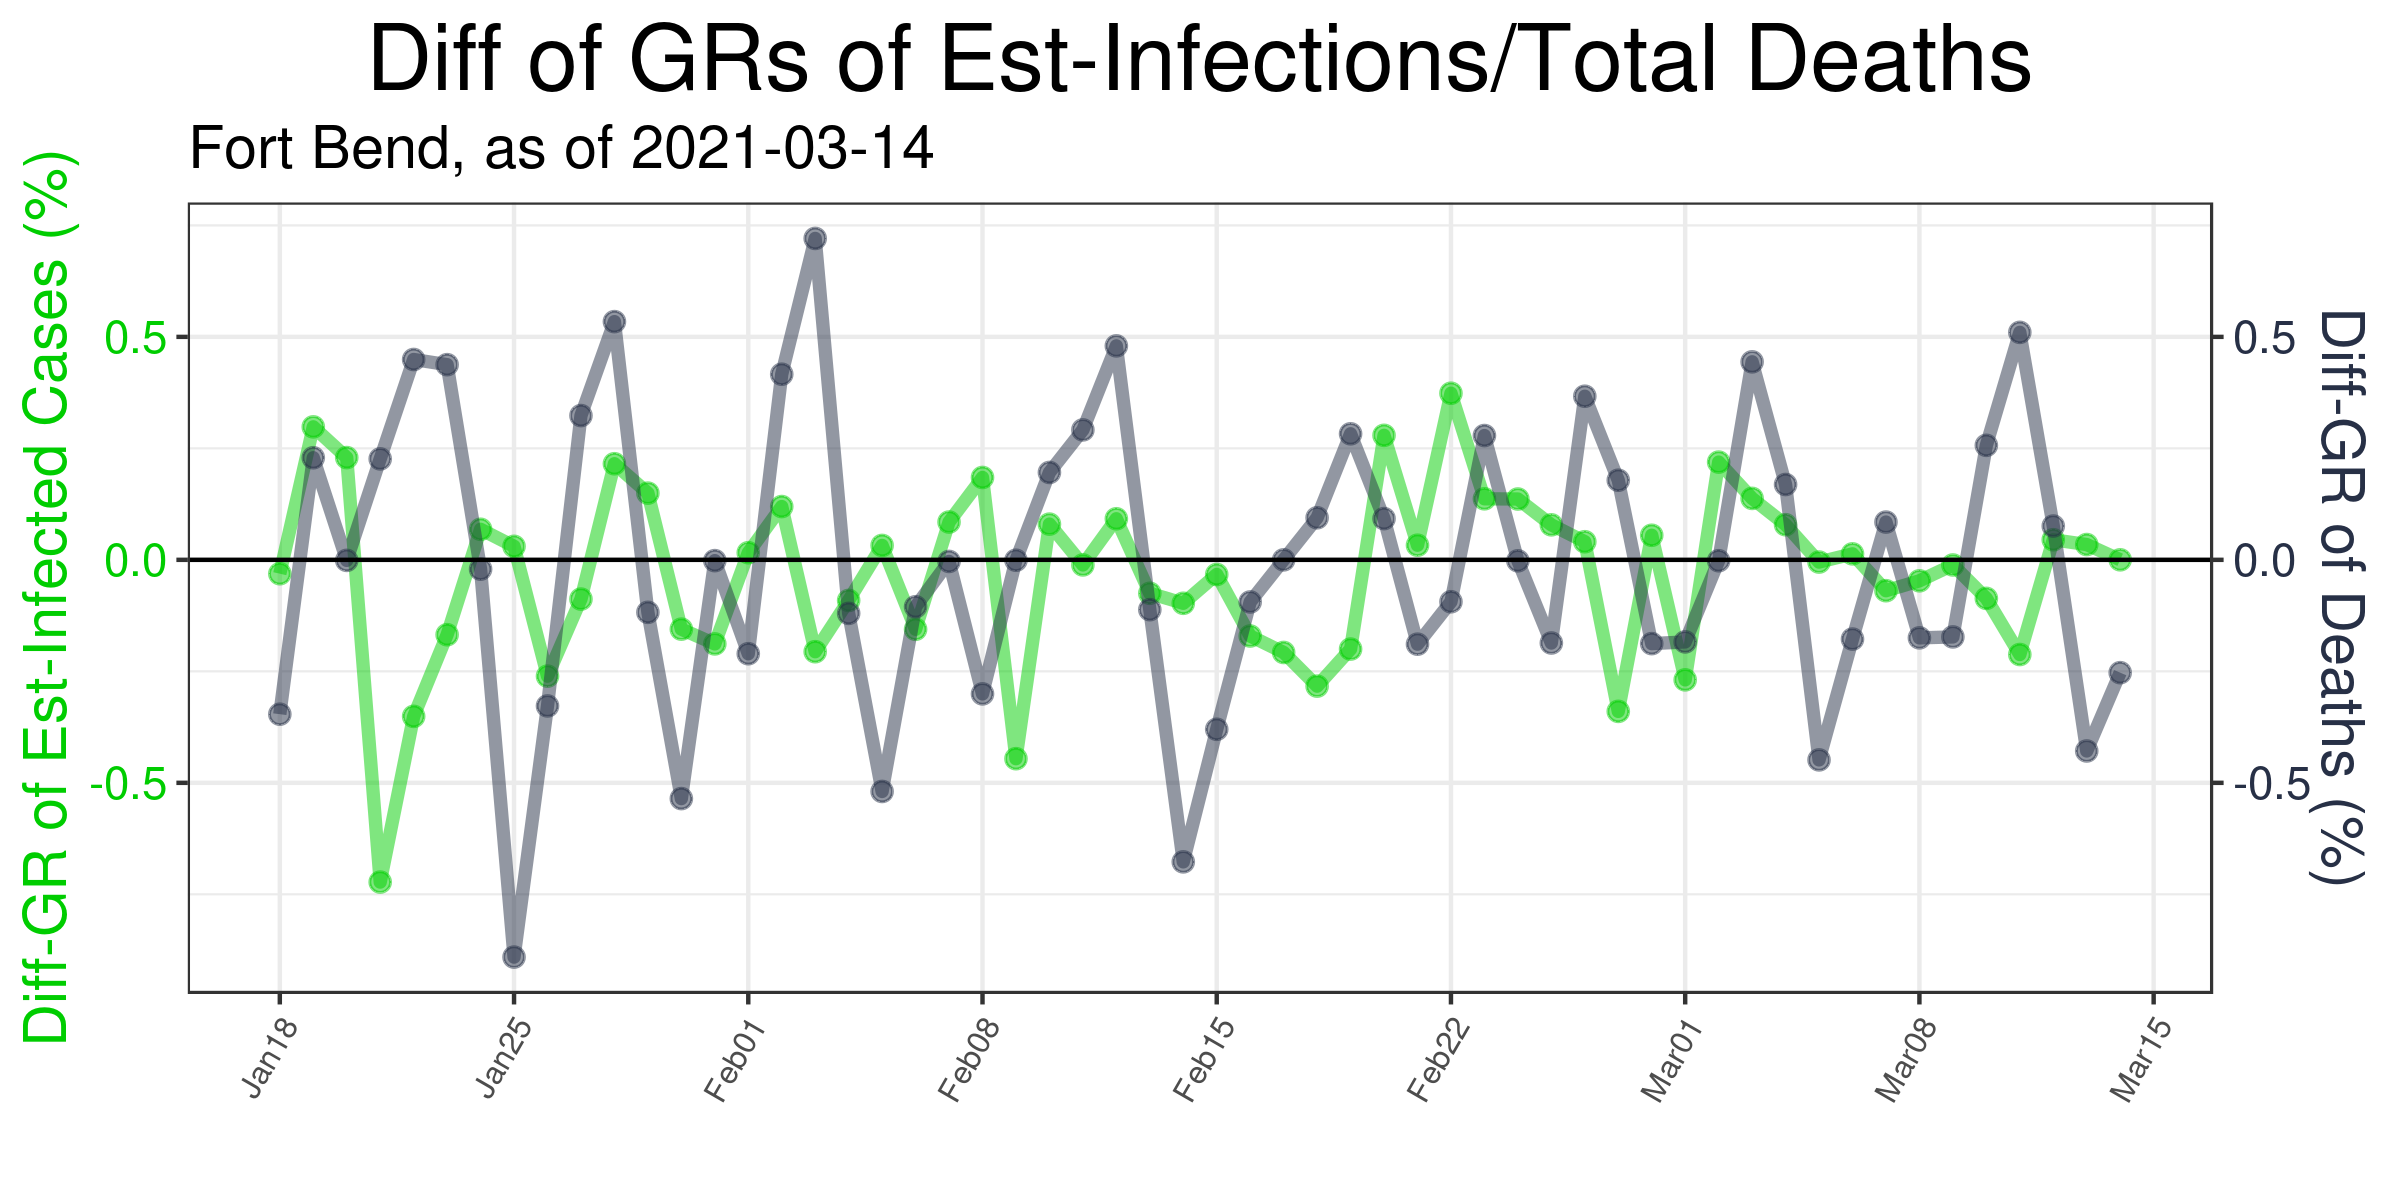 Diff of GRs of Est-Infections/Total Deaths
Fort Bend, as of 2021-03-14
Diff-GR of Est-Infected Cases (%)
0.5
0.0
-0.5
0.5
0.0
-0.5
Diff-GR of Deaths (%)
Jan18
Jan25
Feb01
Feb08
Feb15
Feb22
Mar01
Mar08
Mar15